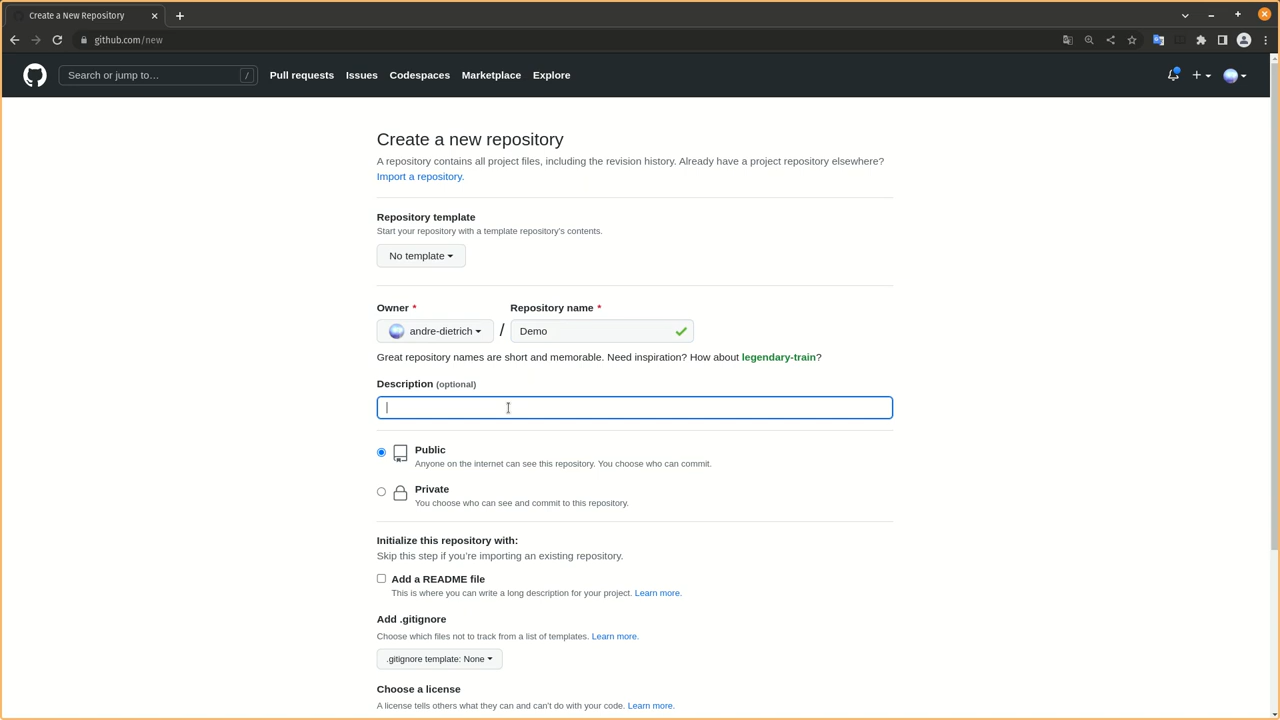 Create a New Repository
github.com/new
Search or jump to… / Pull requests Issues Codespaces Marketplace Explore
Create a new repository
A repository contains all project files, including the revision history. Already have a project repository elsewhere?
Import a repository.
Repository template
Start your repository with a template repository's contents.
No template
Owner * Repository name *
andre-dietrich / Demo
Great repository names are short and memorable. Need inspiration? How about legendary-train?
Description (optional)
Public
Anyone on the internet can see this repository. You choose who can commit.
Private
You choose who can see and commit to this repository.
Initialize this repository with:
Skip this step if you're importing an existing repository.
Add a README file
This is where you can write a long description for your project. Learn more.
Add .gitignore
Choose which files not to track from a list of templates. Learn more.
.gitignore template: None
Choose a license
A license tells others what they can and can't do with your code. Learn more.